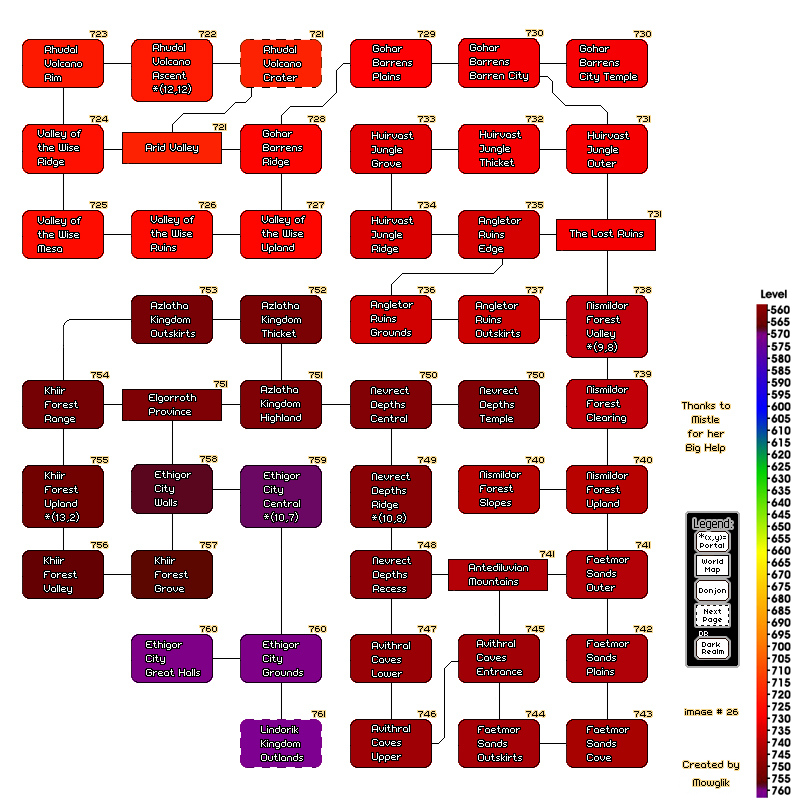 723
722
721
729
730
730
Rhudal
Volcano
Rim
Rhudal
Volcano
Ascent
*(12,12)
Rhudal
Volcano
Crater
Gohar
Barrens
Plains
Gohar
Barrens
Barren City
Gohar
Barrens
City Temple
724
721
728
733
732
731
Valley of
the Wise
Ridge
Arid Valley
Gohar
Barrens
Ridge
Huirvast
Jungle
Grove
Huirvast
Jungle
Thicket
Huirvast
Jungle
Outer
725
726
727
734
735
731
Valley of
the Wise
Mesa
Valley of
the Wise
Ruins
Valley of
the Wise
Upland
Huirvast
Jungle
Ridge
Angletor
Ruins
Edge
The Lost Ruins
753
752
736
737
738
Azlatha
Kingdom
Outskirts
Azlatha
Kingdom
Thicket
Angletor
Ruins
Grounds
Angletor
Ruins
Outskirts
Nismildor
Forest
Valley
*(9,8)
754
751
751
750
750
739
Khiir
Forest
Range
Elgorroth
Province
Azlatha
Kingdom
Highland
Nevrect
Depths
Central
Nevrect
Depths
Temple
Nismildor
Forest
Clearing
755
758
759
749
740
740
Khiir
Forest
Upland
*(13,2)
Ethigor
City
Walls
Ethigor
City
Central
*(10,7)
Nevrect
Depths
Ridge
*(10,8)
Nismildor
Forest
Slopes
Nismildor
Forest
Upland
756
757
748
741
741
Khiir
Forest
Valley
Khiir
Forest
Grove
Nevrect
Depths
Recess
Antediluvian
Mountains
Faetmor
Sands
Outer
760
760
747
745
742
Ethigor
City
Great Halls
Ethigor
City
Grounds
Avithral
Caves
Lower
Avithral
Caves
Entrance
Faetmor
Sands
Plains
761
746
744
743
Lindorik
Kingdom
Outlands
Avithral
Caves
Upper
Faetmor
Sands
Outskirts
Faetmor
Sands
Cove
Thanks to
Mistle
for her
Big Help
Legend:
*(x,y)=
Portal
World
Map
Donjon
Next
Page
DR
Dark
Realm
image # 26
Created by
Mowglik
Level
560
565
570
575
580
585
590
595
600
605
610
615
620
625
630
635
640
645
650
655
660
665
670
675
680
685
690
695
700
705
710
715
720
725
730
735
740
745
750
755
760